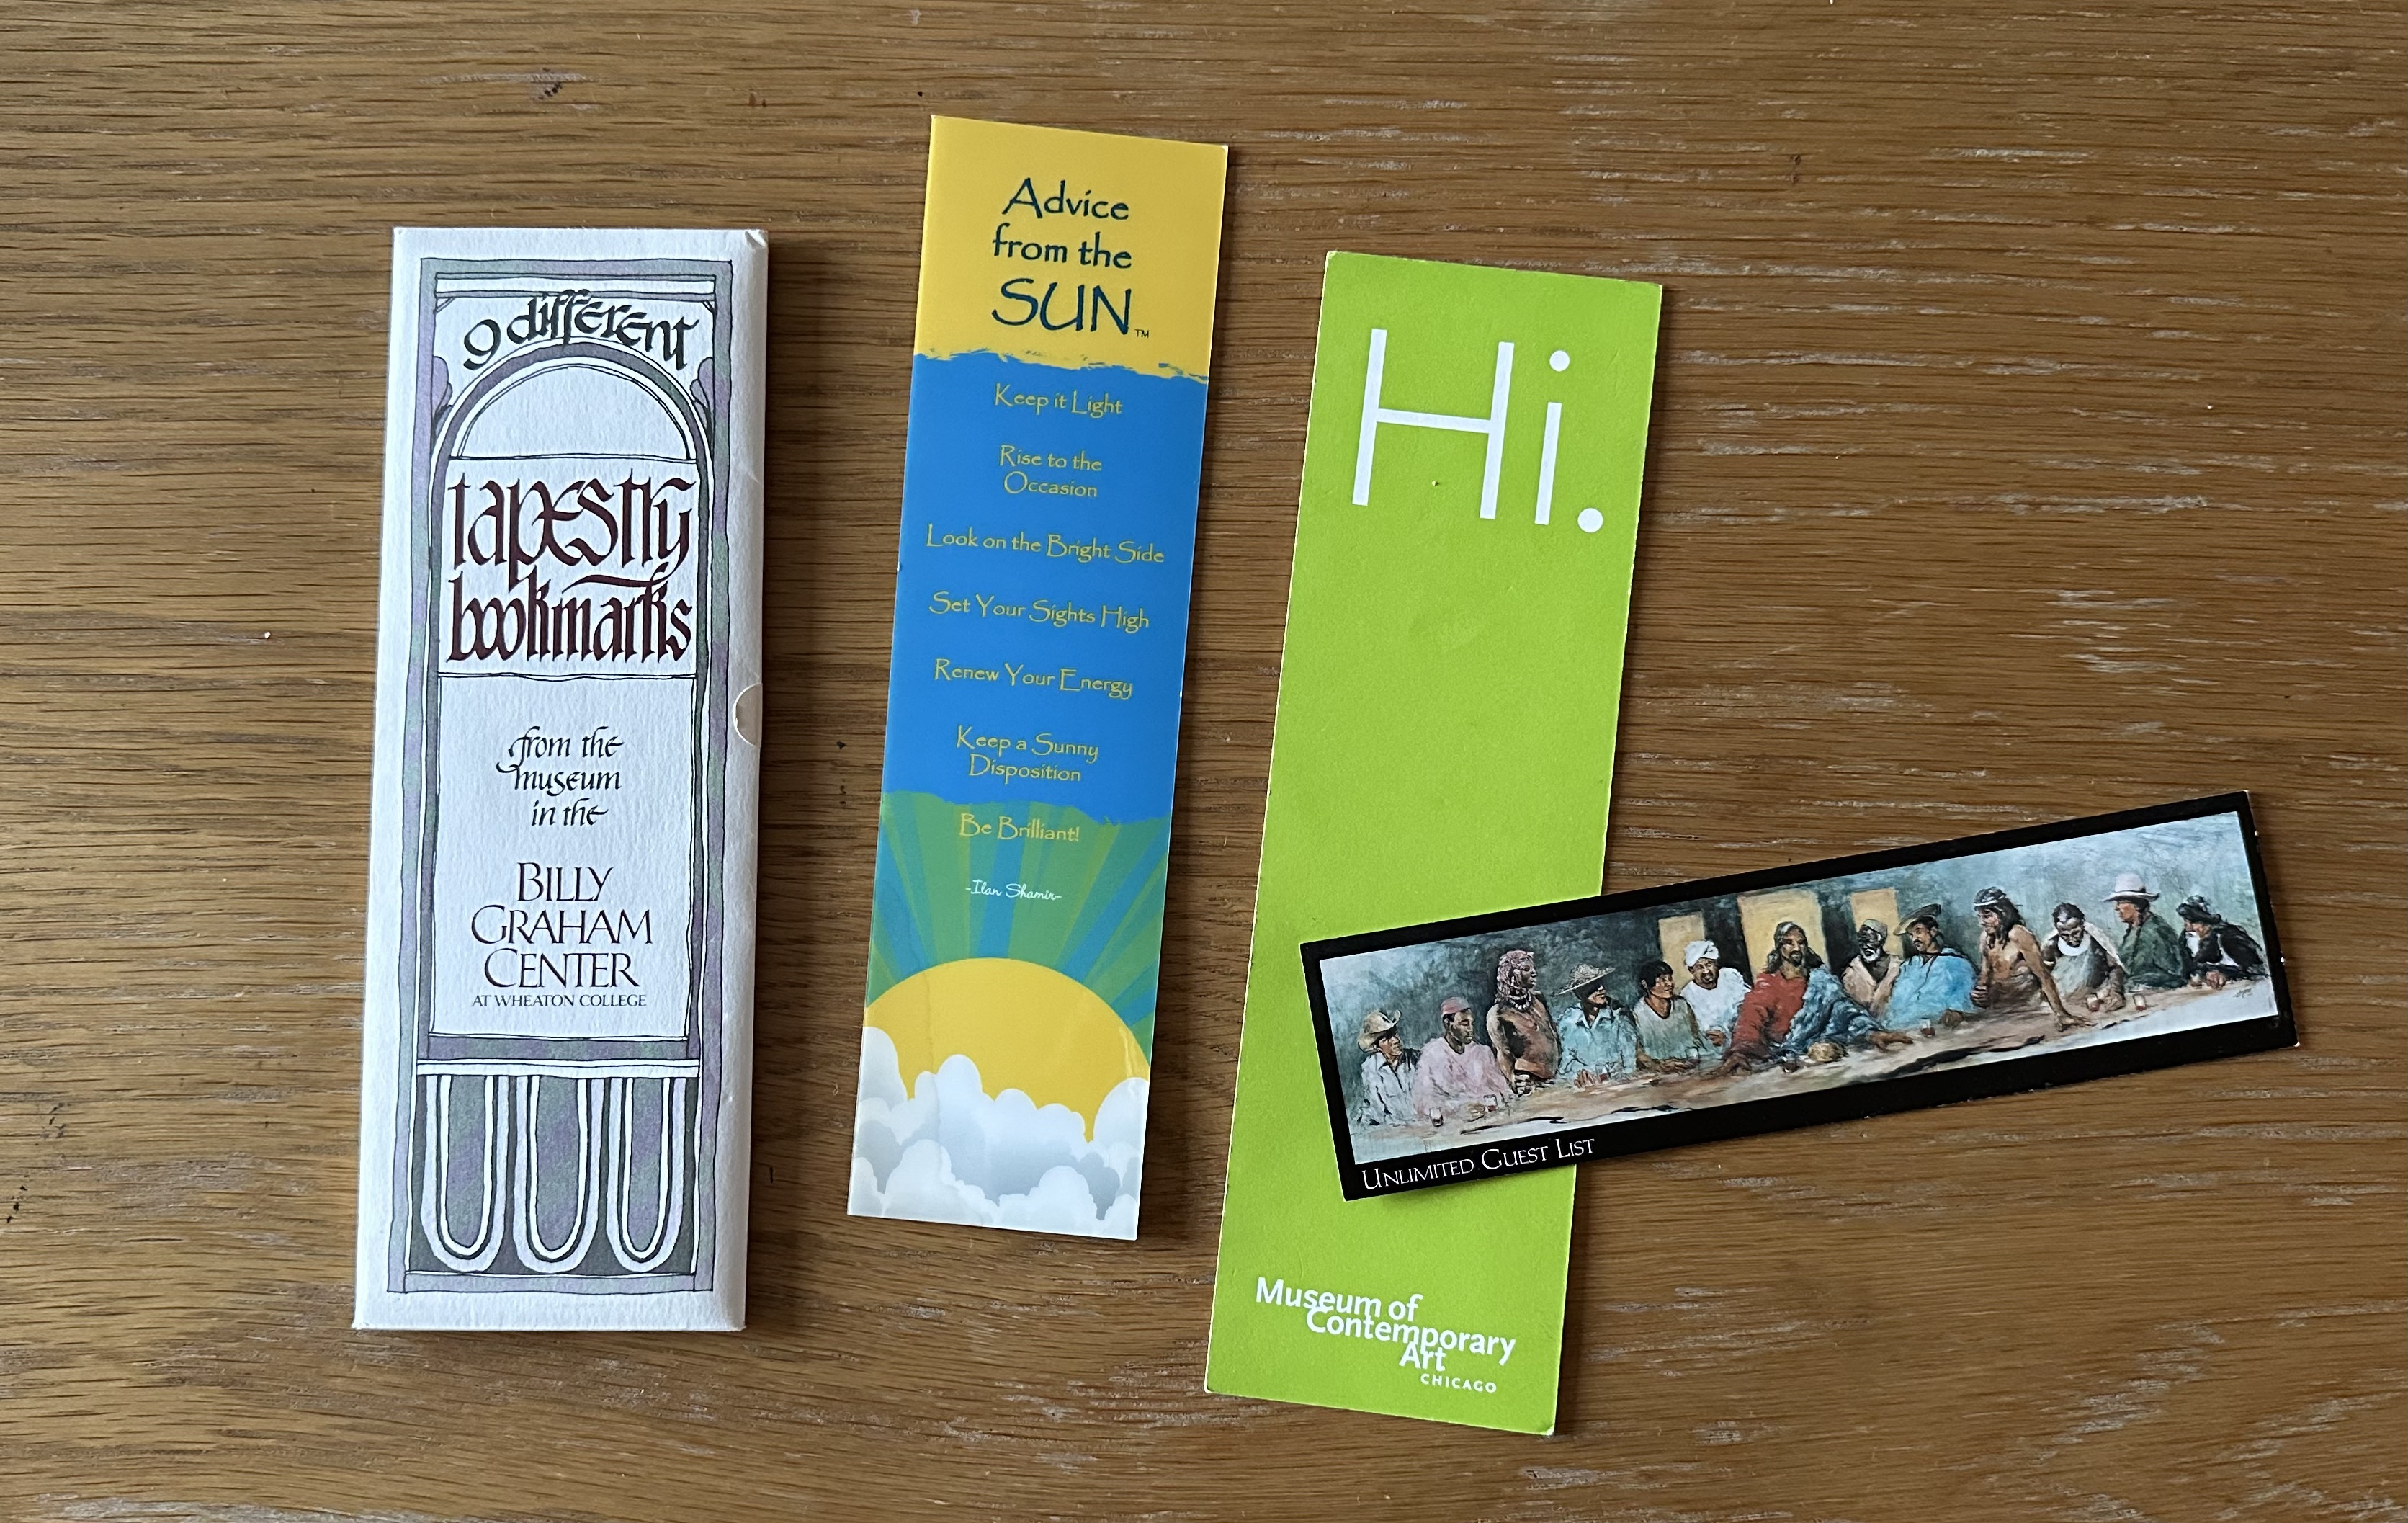 9 different
tapestry
bookmarks
from the
museum
in the
BILLY
GRAHAM
CENTER
AT WHEATON COLLEGE
Advice
from the
SUN™
Keep it Light
Rise to the
Occasion
Look on the Bright Side
Set Your Sights High
Renew Your Energy
Keep a Sunny
Disposition
Be Brilliant!
-Ilan Shamir-
Hi.
Museum of
Contemporary
Art
CHICAGO
UNLIMITED GUEST LIST